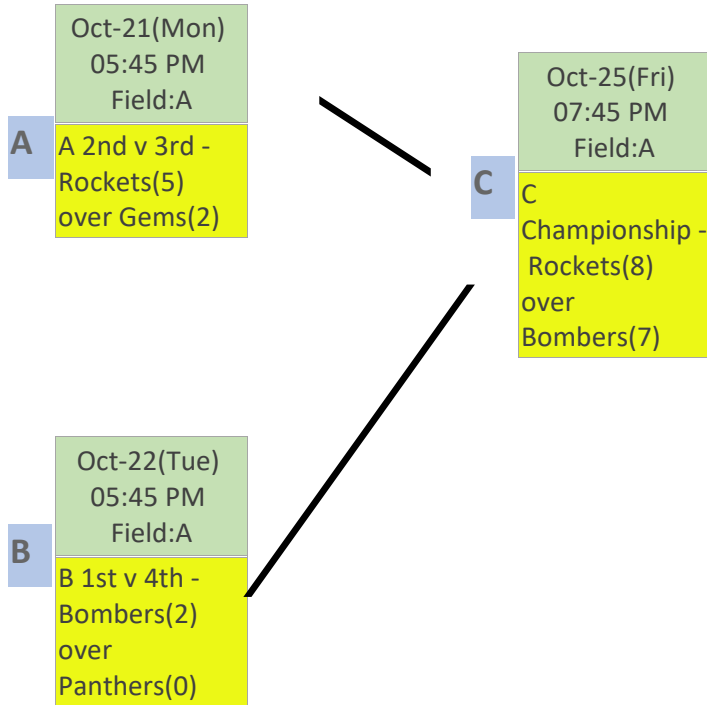 Oct-21(Mon)
05:45 PM
Field:A
A
A 2nd v 3rd -
Rockets(5)
over Gems(2)
Oct-25(Fri)
07:45 PM
Field:A
C
C
Championship -
Rockets(8)
over
Bombers(7)
Oct-22(Tue)
05:45 PM
Field:A
B
B 1st v 4th -
Bombers(2)
over
Panthers(0)